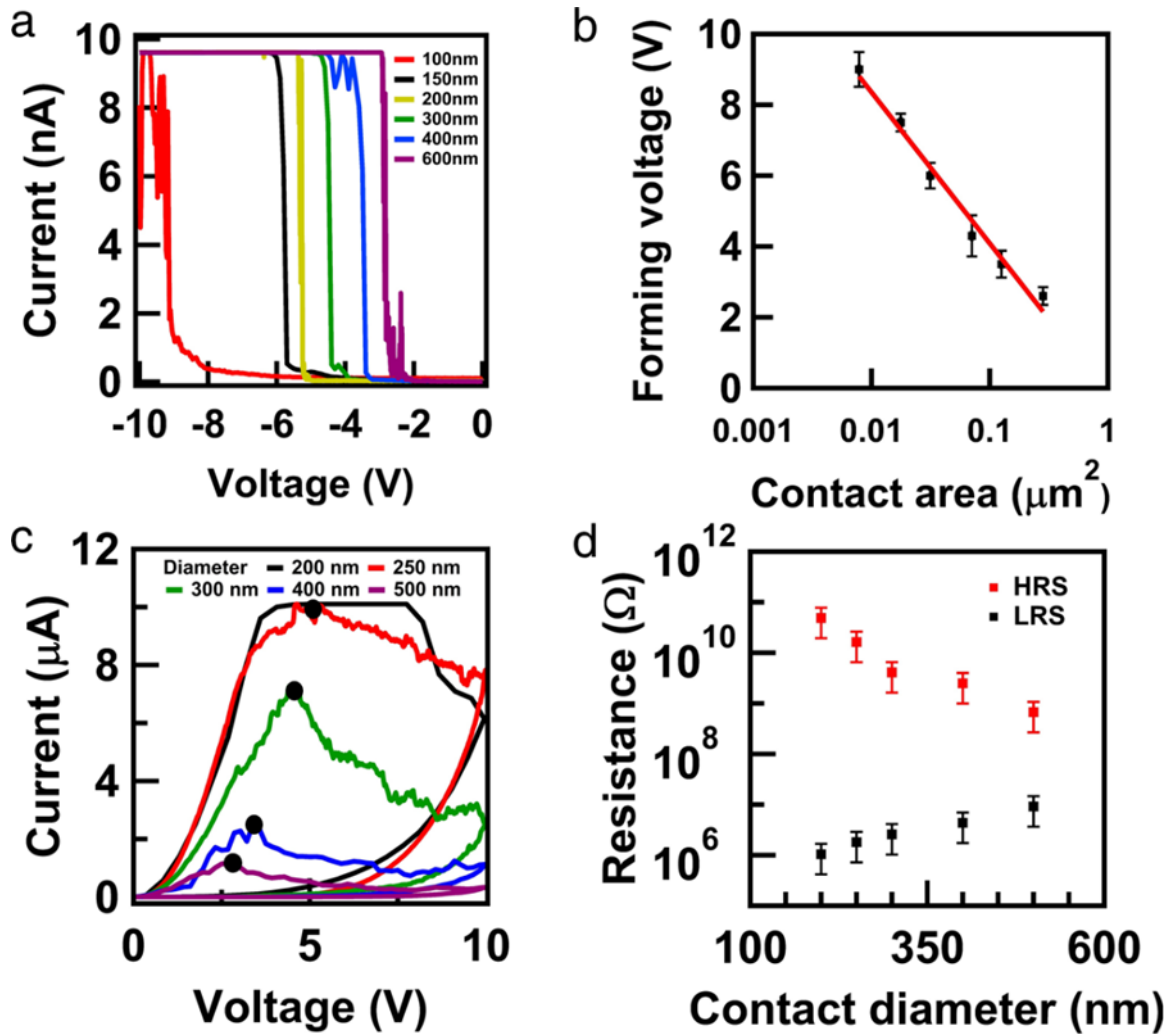 a
10
8
6
4
2
0
Current (nA)
100nm
150nm
200nm
300nm
400nm
600nm
-10 -8 -6 -4 -2 0
Voltage (V)
b
10
8
6
4
2
0
Forming voltage (V)
0.001 0.01 0.1 1
Contact area (μm²)
c
12
9
4
0
Current (μA)
Diameter 200 nm 250 nm
300 nm 400 nm 500 nm
0 5 10
Voltage (V)
d
10¹²
10¹⁰
10⁸
10⁶
Resistance (Ω)
HRS
LRS
100 350 600
Contact diameter (nm)